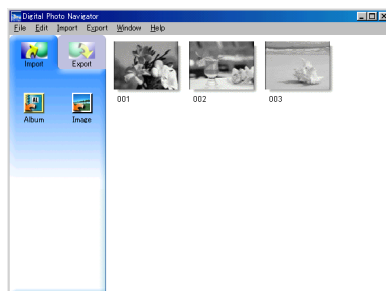 Digital Photo Navigator
File Edit Import Export Window Help
Import Export
001 002 003
Album Image